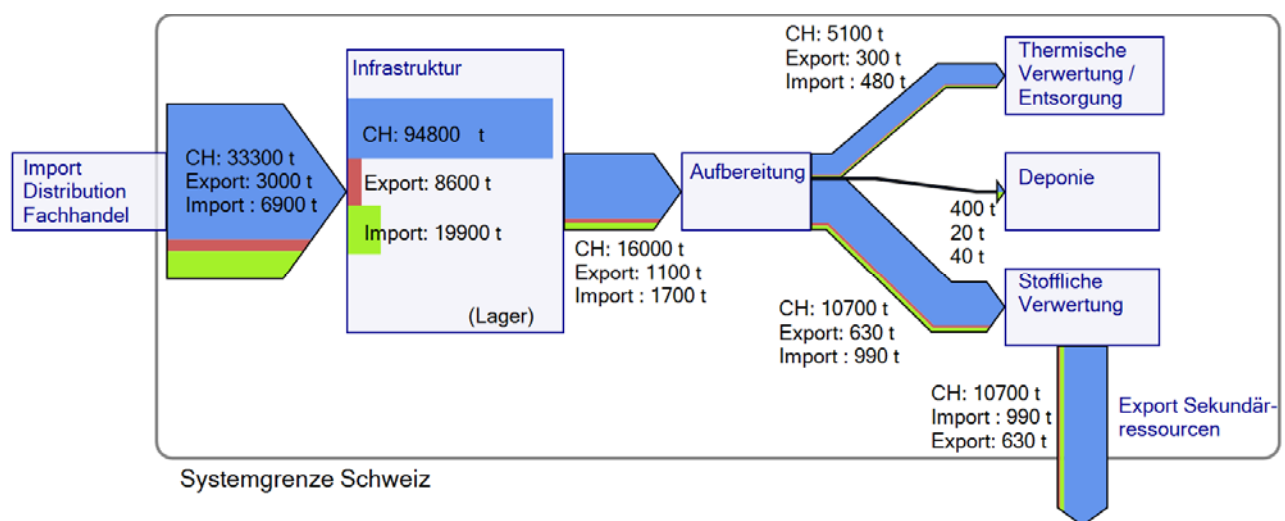 Import
Distribution
Fachhandel
CH: 33300 t
Export: 3000 t
Import : 6900 t
Infrastruktur
CH: 94800 t
Export: 8600 t
Import: 19900 t
(Lager)
CH: 16000 t
Export: 1100 t
Import : 1700 t
Aufbereitung
CH: 5100 t
Export: 300 t
Import : 480 t
Thermische
Verwertung /
Entsorgung
Deponie
400 t
20 t
40 t
CH: 10700 t
Export: 630 t
Import : 990 t
Stoffliche
Verwertung
CH: 10700 t
Import : 990 t
Export: 630 t
Export Sekundär-
ressourcen
Systemgrenze Schweiz